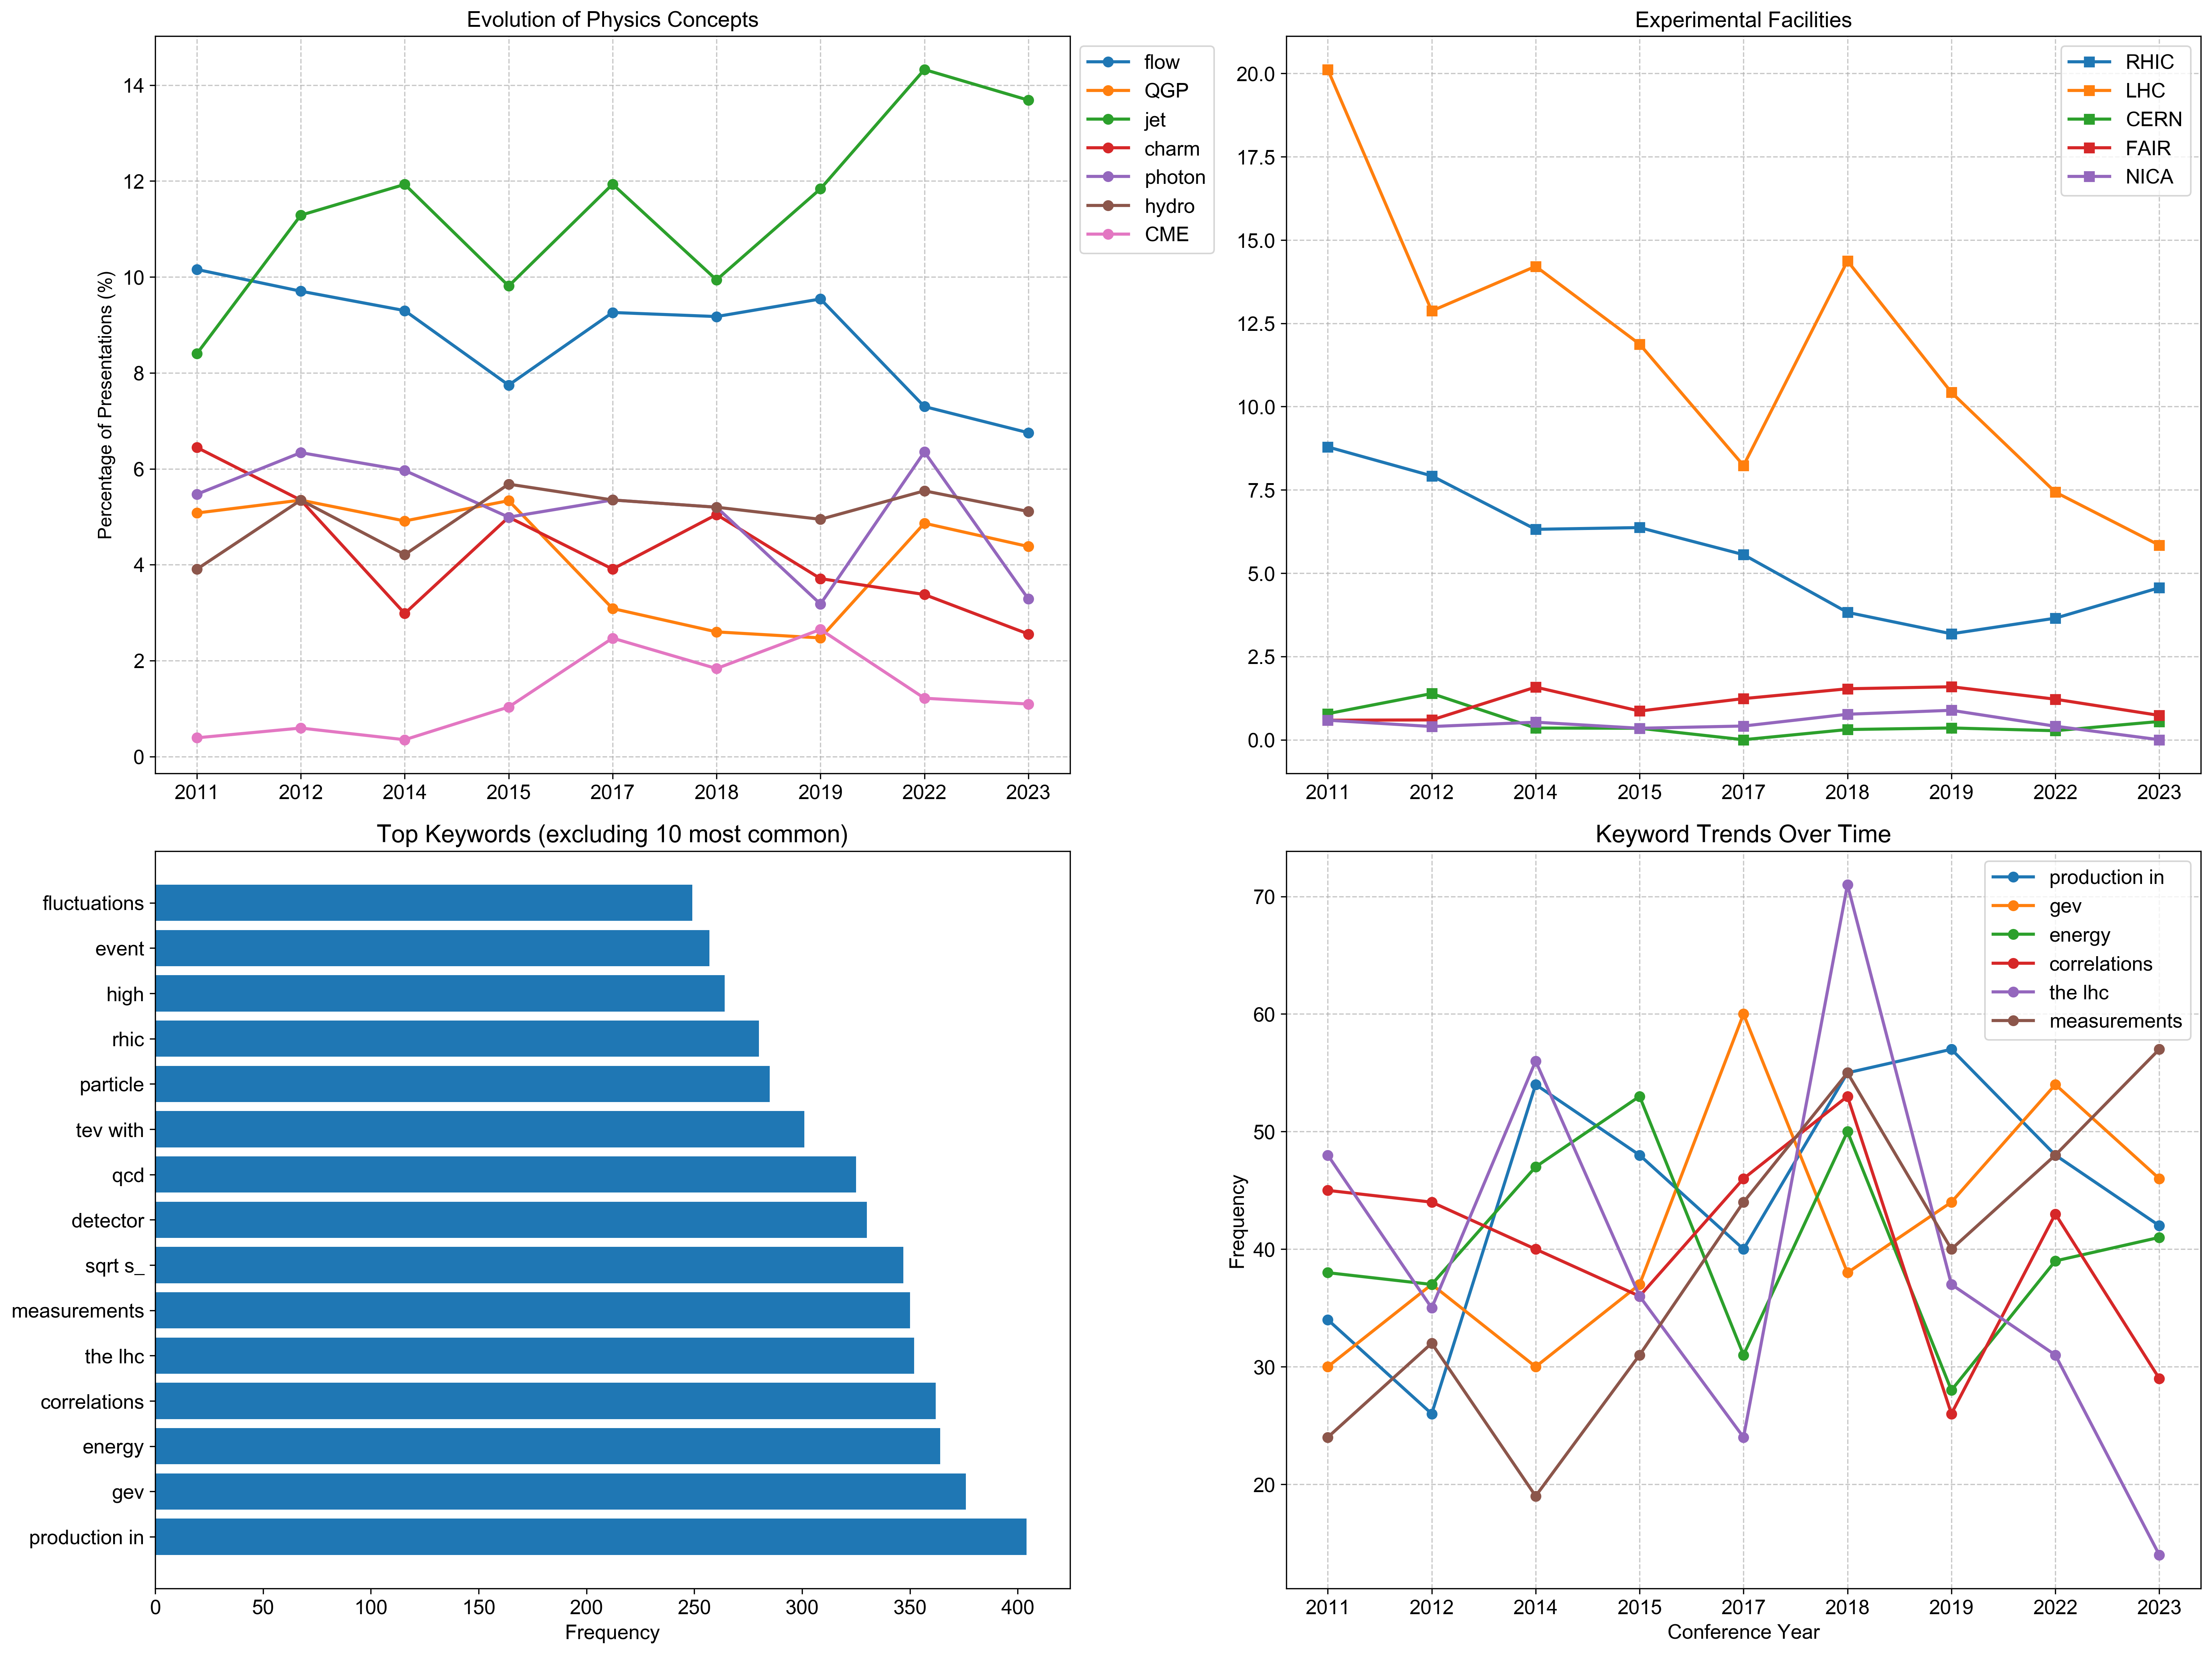 Evolution of Physics Concepts
Percentage of Presentations (%)
14
12
10
8
6
4
2
0
2011 2012 2014 2015 2017 2018 2019 2022 2023
flow
QGP
jet
charm
photon
hydro
CME
Experimental Facilities
20.0
17.5
15.0
12.5
10.0
7.5
5.0
2.5
0.0
2011 2012 2014 2015 2017 2018 2019 2022 2023
RHIC
LHC
CERN
FAIR
NICA
Top Keywords (excluding 10 most common)
fluctuations
event
high
rhic
particle
tev with
qcd
detector
sqrt s_
measurements
the lhc
correlations
energy
gev
production in
0 50 100 150 200 250 300 350 400
Frequency
Keyword Trends Over Time
Frequency
70
60
50
40
30
20
2011 2012 2014 2015 2017 2018 2019 2022 2023
Conference Year
production in
gev
energy
correlations
the lhc
measurements